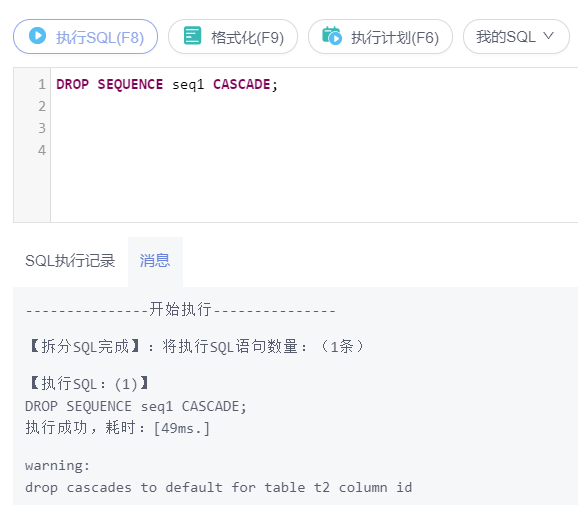 执行SQL(F8) 格式化(F9) 执行计划(F6) 我的SQL
1 DROP SEQUENCE seq1 CASCADE;
2
3
4
SQL执行记录 消息
---------------开始执行---------------
【拆分SQL完成】：将执行SQL语句数量：（1条）
【执行SQL：(1)】
DROP SEQUENCE seq1 CASCADE;
执行成功，耗时：[49ms.]
warning:
drop cascades to default for table t2 column id